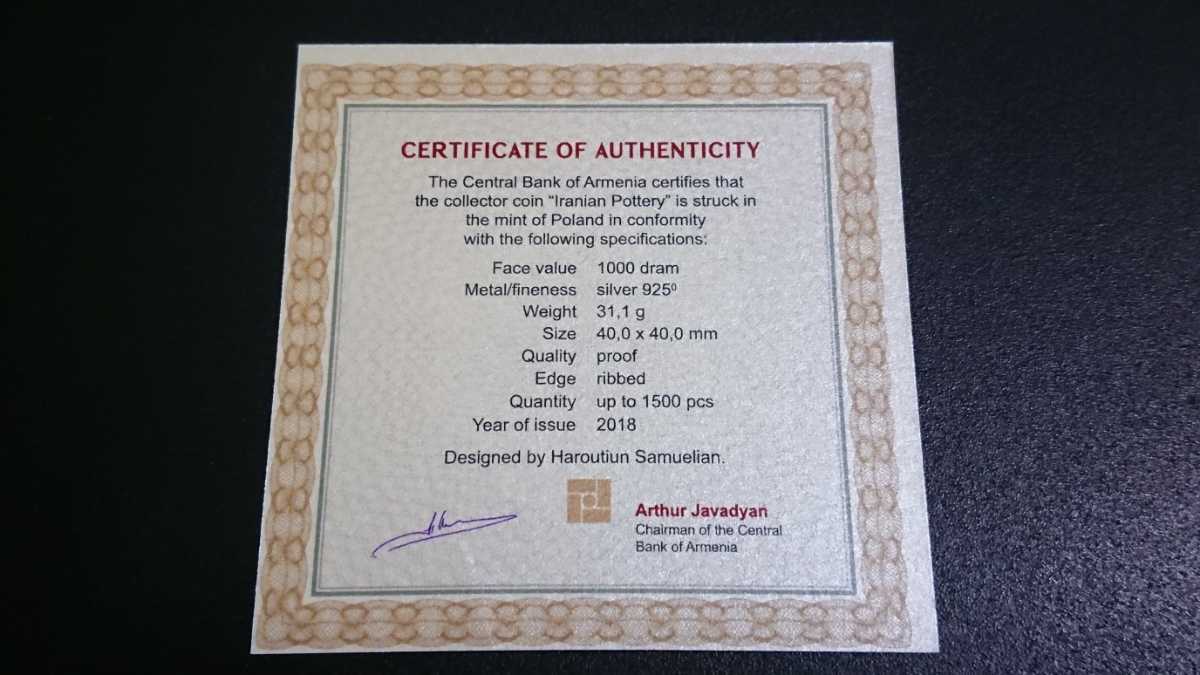 CERTIFICATE OF AUTHENTICITY
The Central Bank of Armenia certifies that
the collector coin “Iranian Pottery” is struck in
the mint of Poland in conformity
with the following specifications:
Face value 1000 dram
Metal/fineness silver 925⁰
Weight 31,1 g
Size 40,0 x 40,0 mm
Quality proof
Edge ribbed
Quantity up to 1500 pcs
Year of issue 2018
Designed by Haroutiun Samuelian.
Arthur Javadyan
Chairman of the Central
Bank of Armenia